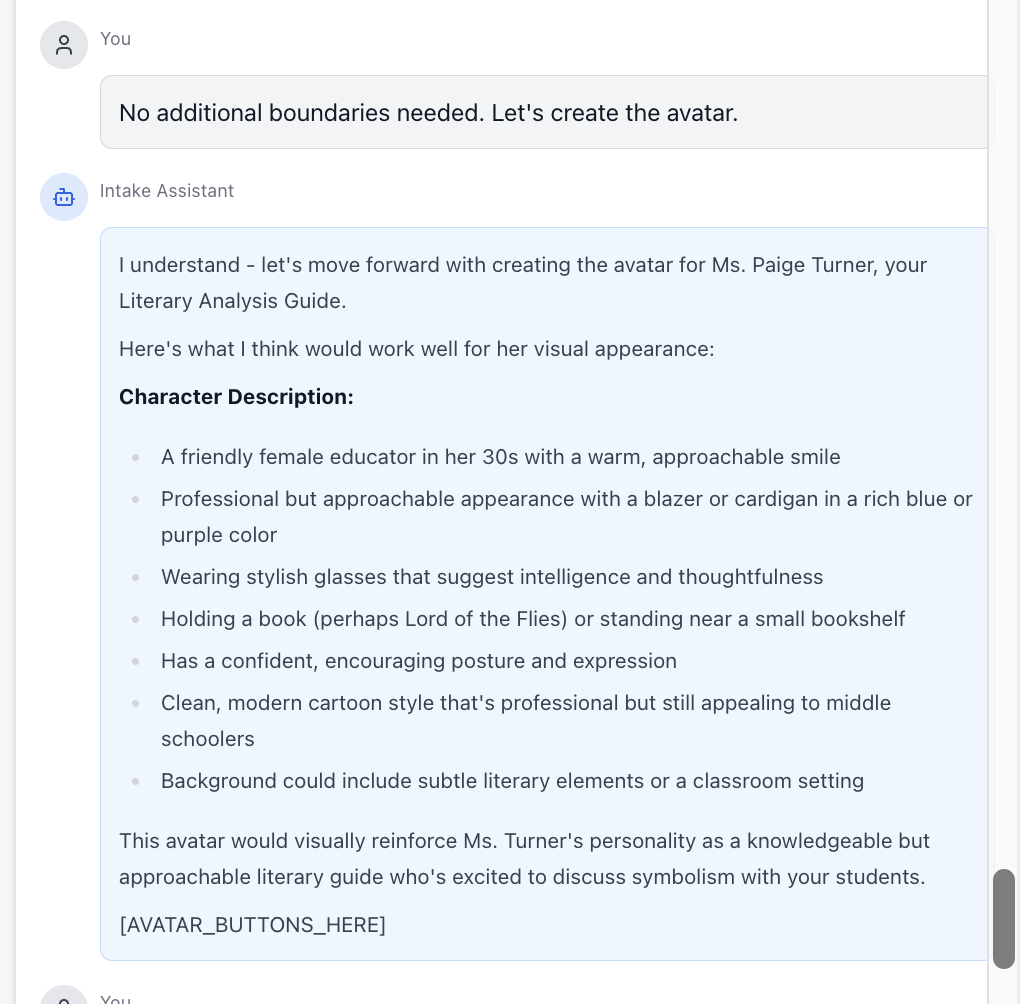 You
No additional boundaries needed. Let's create the avatar.
Intake Assistant
I understand - let's move forward with creating the avatar for Ms. Paige Turner, your
Literary Analysis Guide.
Here's what I think would work well for her visual appearance:
Character Description:
A friendly female educator in her 30s with a warm, approachable smile
Professional but approachable appearance with a blazer or cardigan in a rich blue or
purple color
Wearing stylish glasses that suggest intelligence and thoughtfulness
Holding a book (perhaps Lord of the Flies) or standing near a small bookshelf
Has a confident, encouraging posture and expression
Clean, modern cartoon style that's professional but still appealing to middle
schoolers
Background could include subtle literary elements or a classroom setting
This avatar would visually reinforce Ms. Turner's personality as a knowledgeable but
approachable literary guide who's excited to discuss symbolism with your students.
[AVATAR_BUTTONS_HERE]
You